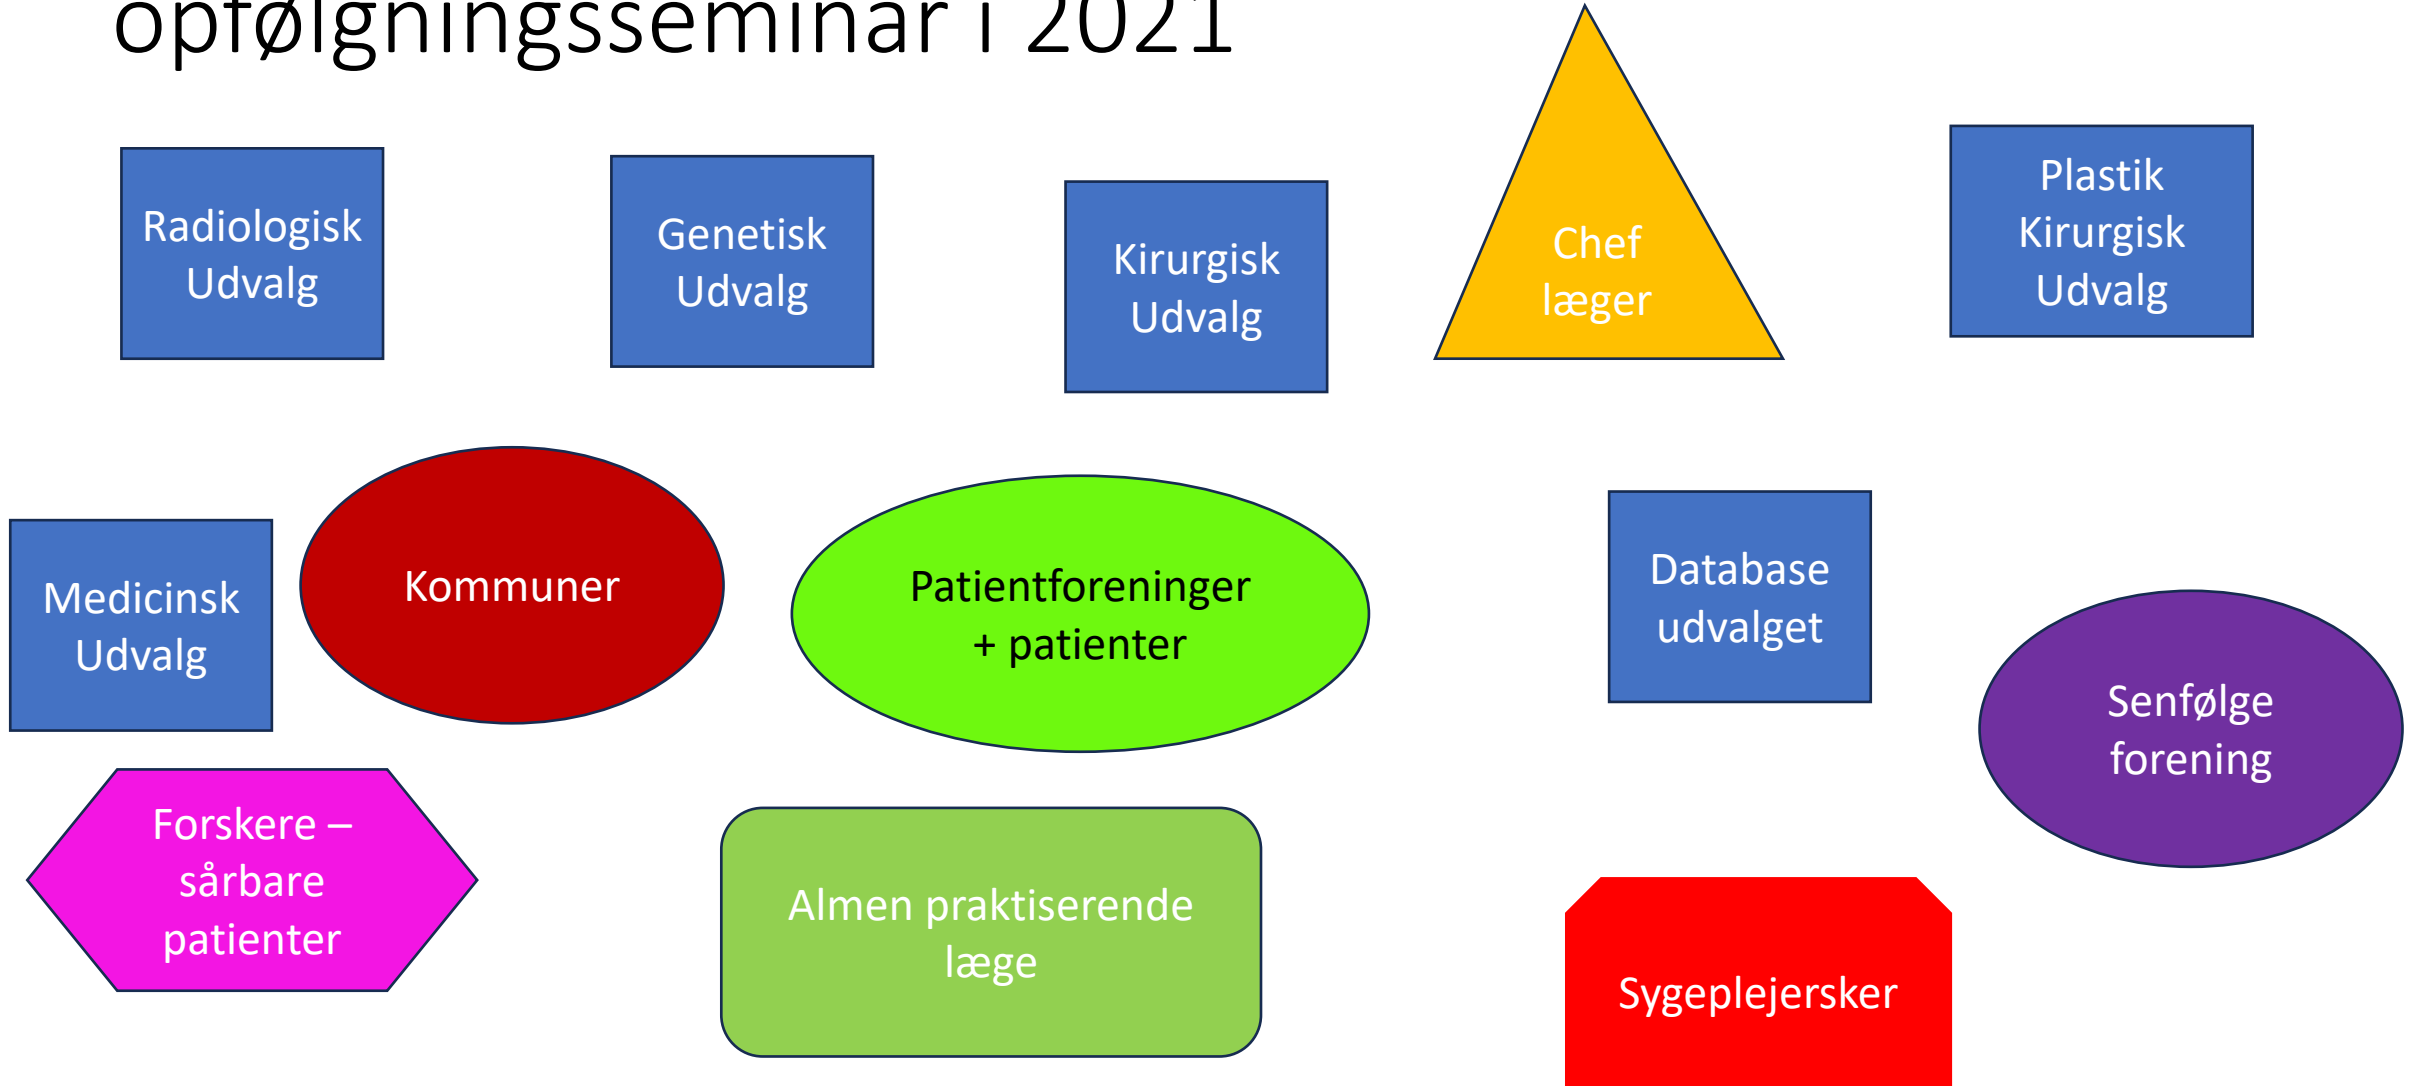 opfølgningsseminar i 2021
Radiologisk
Udvalg
Genetisk
Udvalg
Kirurgisk
Udvalg
Chef
læger
Plastik
Kirurgisk
Udvalg
Medicinsk
Udvalg
Kommuner
Patientforeninger
+ patienter
Database
udvalget
Senfølge
forening
Forskere –
sårbare
patienter
Almen praktiserende
læge
Sygeplejersker